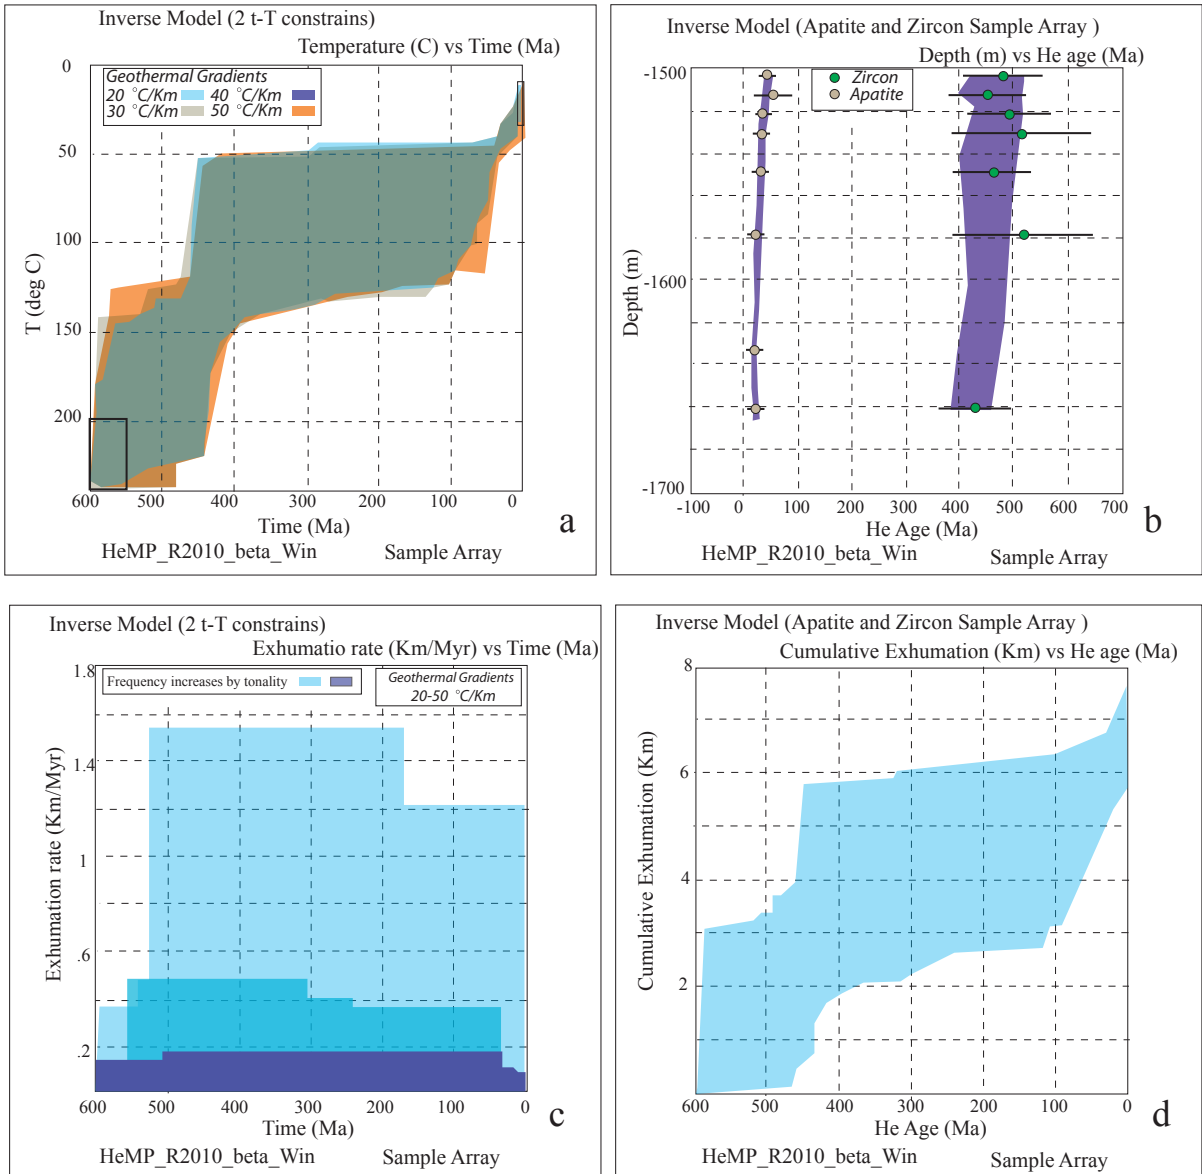 Inverse Model (2 t-T constrains)
Temperature (C) vs Time (Ma)
Geothermal Gradients
20 °C/Km 40 °C/Km
30 °C/Km 50 °C/Km
0
50
100
150
200
T (deg C)
600 500 400 300 200 100 0
Time (Ma)
a
HeMP_R2010_beta_Win Sample Array
Inverse Model (Apatite and Zircon Sample Array )
Depth (m) vs He age (Ma)
Zircon
Apatite
-1500
-1600
-1700
Depth (m)
-100 0 100 200 300 400 500 600 700
He Age (Ma)
b
HeMP_R2010_beta_Win Sample Array
Inverse Model (2 t-T constrains)
Exhumatio rate (Km/Myr) vs Time (Ma)
Frequency increases by tonality
Geothermal Gradients
20-50 °C/Km
1.8
1.4
1
.6
.2
Exhumation rate (Km/Myr)
600 500 400 300 200 100 0
Time (Ma)
c
HeMP_R2010_beta_Win Sample Array
Inverse Model (Apatite and Zircon Sample Array )
Cumulative Exhumation (Km) vs He age (Ma)
8
6
4
2
Cumulative Exhumation (Km)
600 500 400 300 200 100 0
He Age (Ma)
d
HeMP_R2010_beta_Win Sample Array